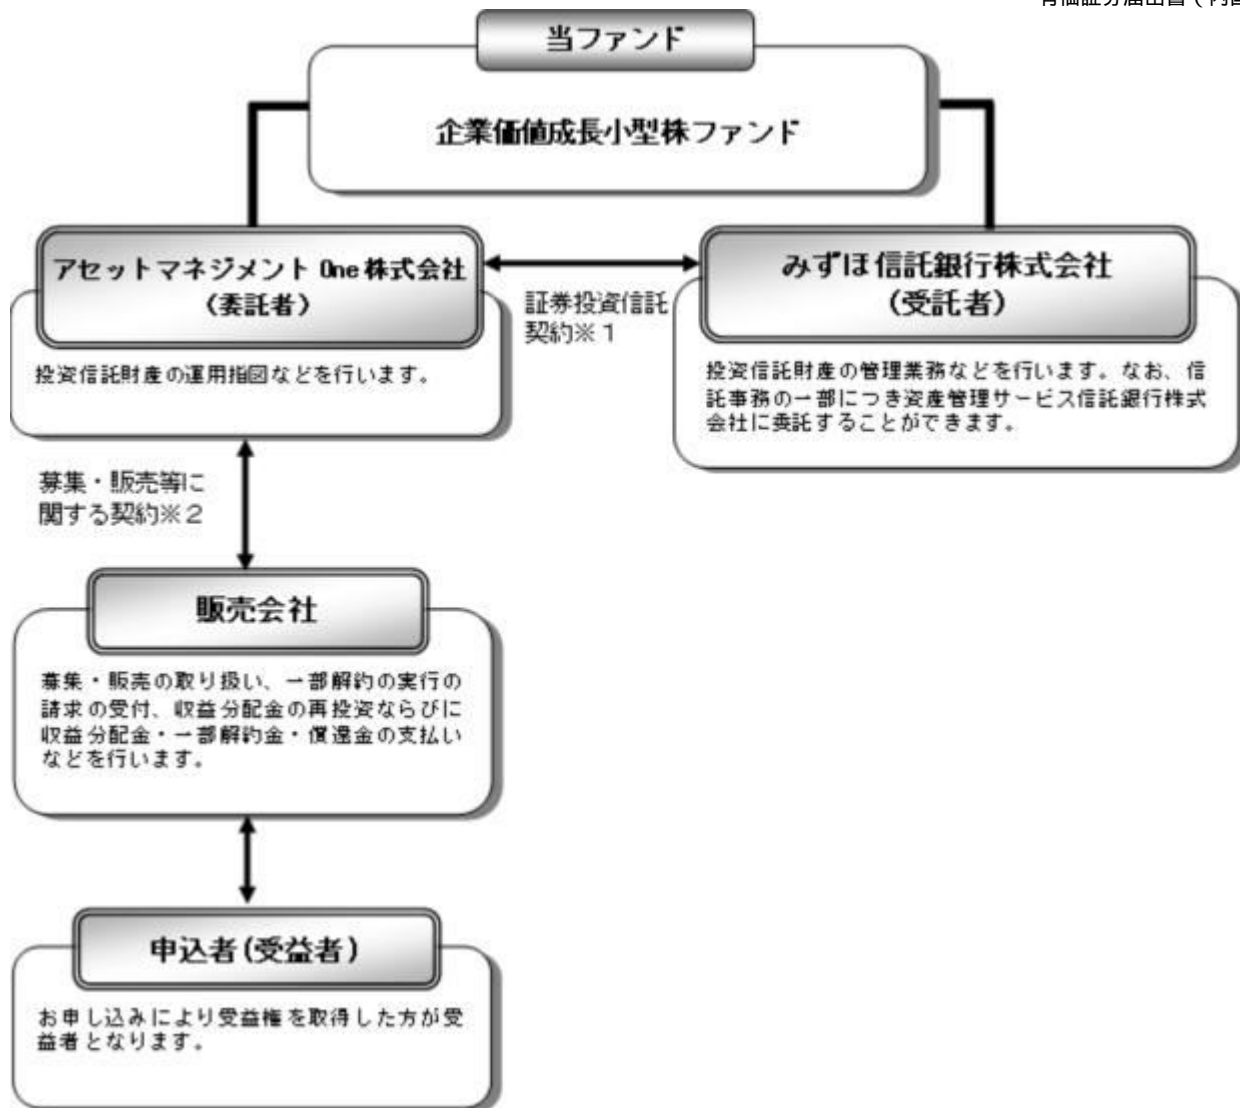 当ファンド
企業価値成長小型株ファンド
アセットマネジメント One 株式会社
(委託者)
証券投資信託
契約※1
みずほ信託銀行株式会社
(受託者)
投資信託財産の運用指図などを行います。
投資信託財産の管理業務などを行います。なお、信
託事務の一部につき資産管理サービス信託銀行株式
会社に委託することができます。
募集・販売等に
関する契約※2
販売会社
募集・販売の取り扱い、一部解約の実行の
請求の受付、収益分配金の再投資ならびに
収益分配金・一部解約金・償還金の支払い
などを行います。
申込者(受益者)
お申し込みにより受益権を取得した方が受
益者となります。